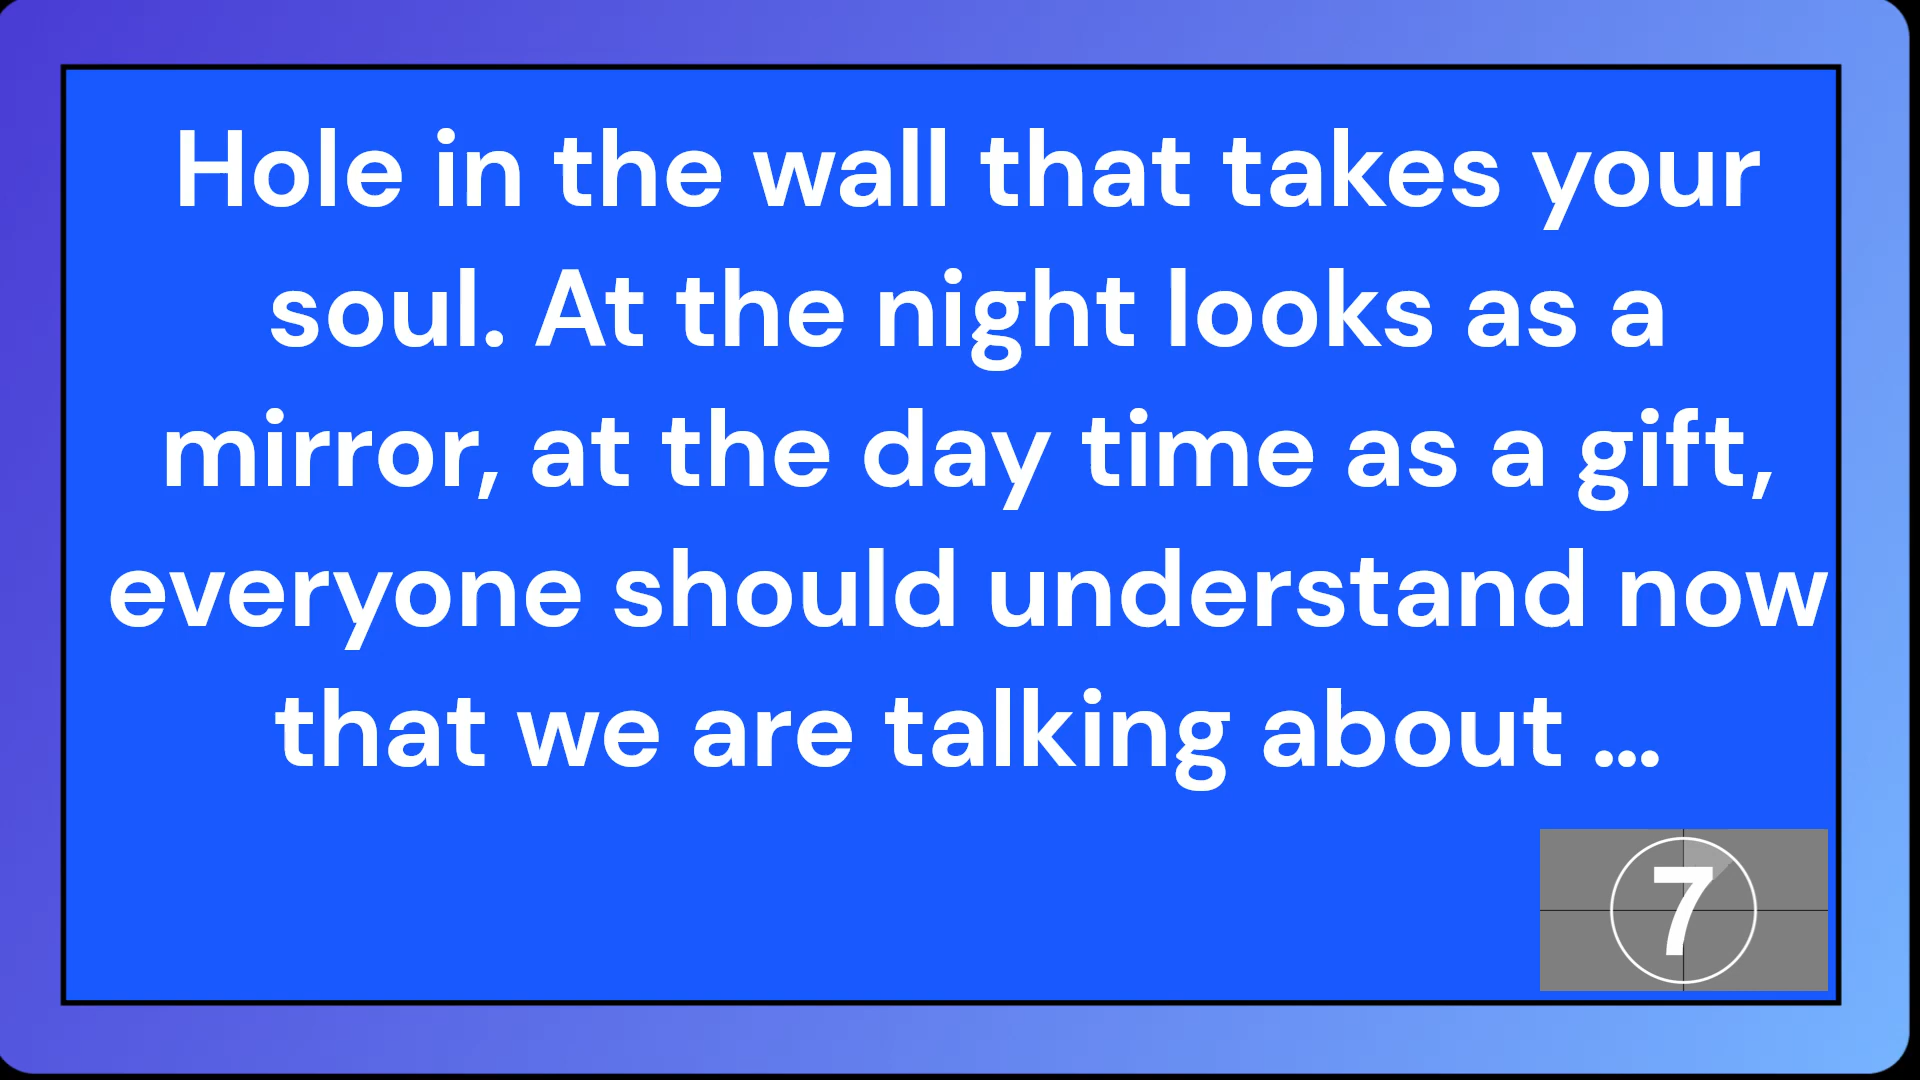 Hole in the wall that takes your
soul. At the night looks as a
mirror, at the day time as a gift,
everyone should understand now
that we are talking about ...
7